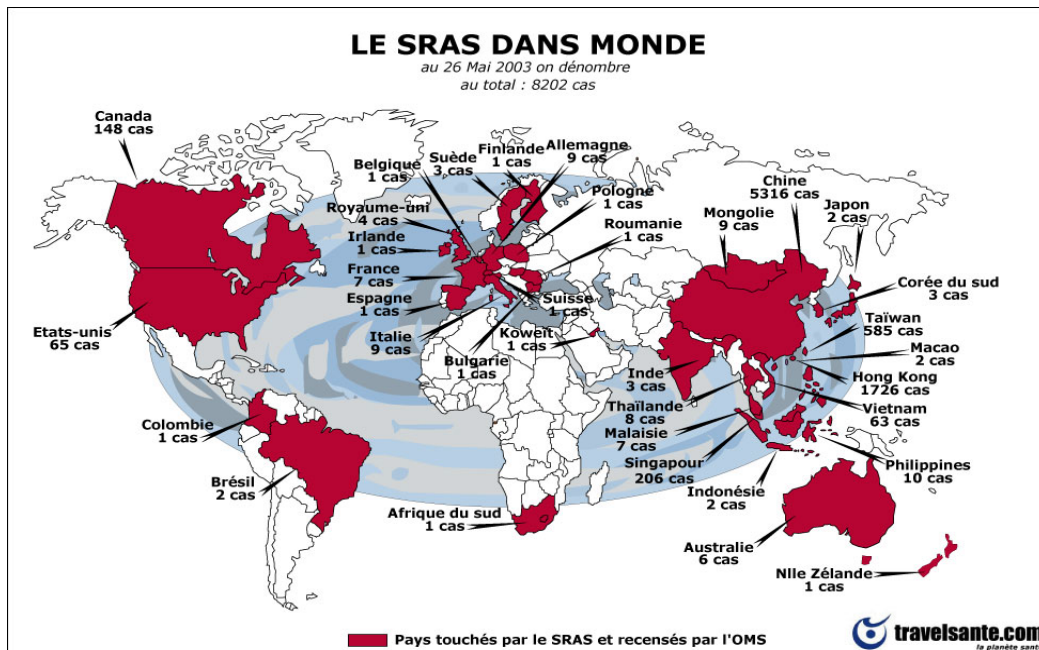 LE SRAS DANS MONDE
au 26 Mai 2003 on dénombre
au total : 8202 cas
Canada
148 cas
Belgique
1 cas
Suède
3 cas
Finlande
1 cas
Allemagne
9 cas
Royaume-uni
4 cas
Pologne
1 cas
Irlande
1 cas
Roumanie
1 cas
France
7 cas
Espagne
1 cas
Suisse
1 cas
Italie
9 cas
Bulgarie
1 cas
Koweit
1 cas
Chine
5316 cas
Mongolie
9 cas
Japon
2 cas
Corée du sud
3 cas
Taïwan
585 cas
Macao
2 cas
Hong Kong
1726 cas
Vietnam
63 cas
Inde
3 cas
Thaïlande
8 cas
Malaisie
7 cas
Singapour
206 cas
Indonésie
2 cas
Philippines
10 cas
Etats-unis
65 cas
Colombie
1 cas
Brésil
2 cas
Afrique du sud
1 cas
Australie
6 cas
Nlle Zélande
1 cas
Pays touchés par le SRAS et recensés par l'OMS
travelsante.com
la planète santé